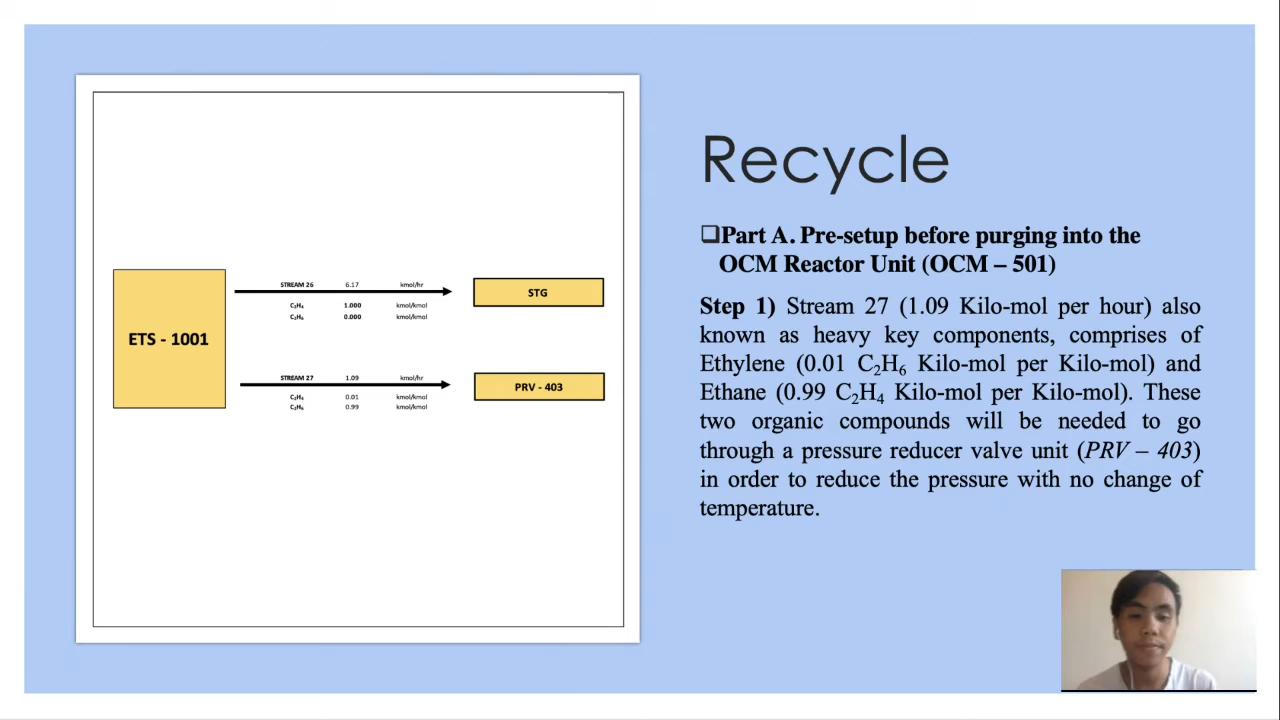 Recycle
❑Part A. Pre-setup before purging into the
OCM Reactor Unit (OCM – 501)
Step 1) Stream 27 (1.09 Kilo-mol per hour) also
known as heavy key components, comprises of
Ethylene (0.01 C₂H₆ Kilo-mol per Kilo-mol) and
Ethane (0.99 C₂H₄ Kilo-mol per Kilo-mol). These
two organic compounds will be needed to go
through a pressure reducer valve unit (PRV – 403)
in order to reduce the pressure with no change of
temperature.
ETS - 1001
STREAM 26 6.17 kmol/hr
C₂H₄ 1.000 kmol/kmol
C₂H₆ 0.000 kmol/kmol
STG
STREAM 27 1.09 kmol/hr
C₂H₄ 0.01 kmol/kmol
C₂H₆ 0.99 kmol/kmol
PRV - 403